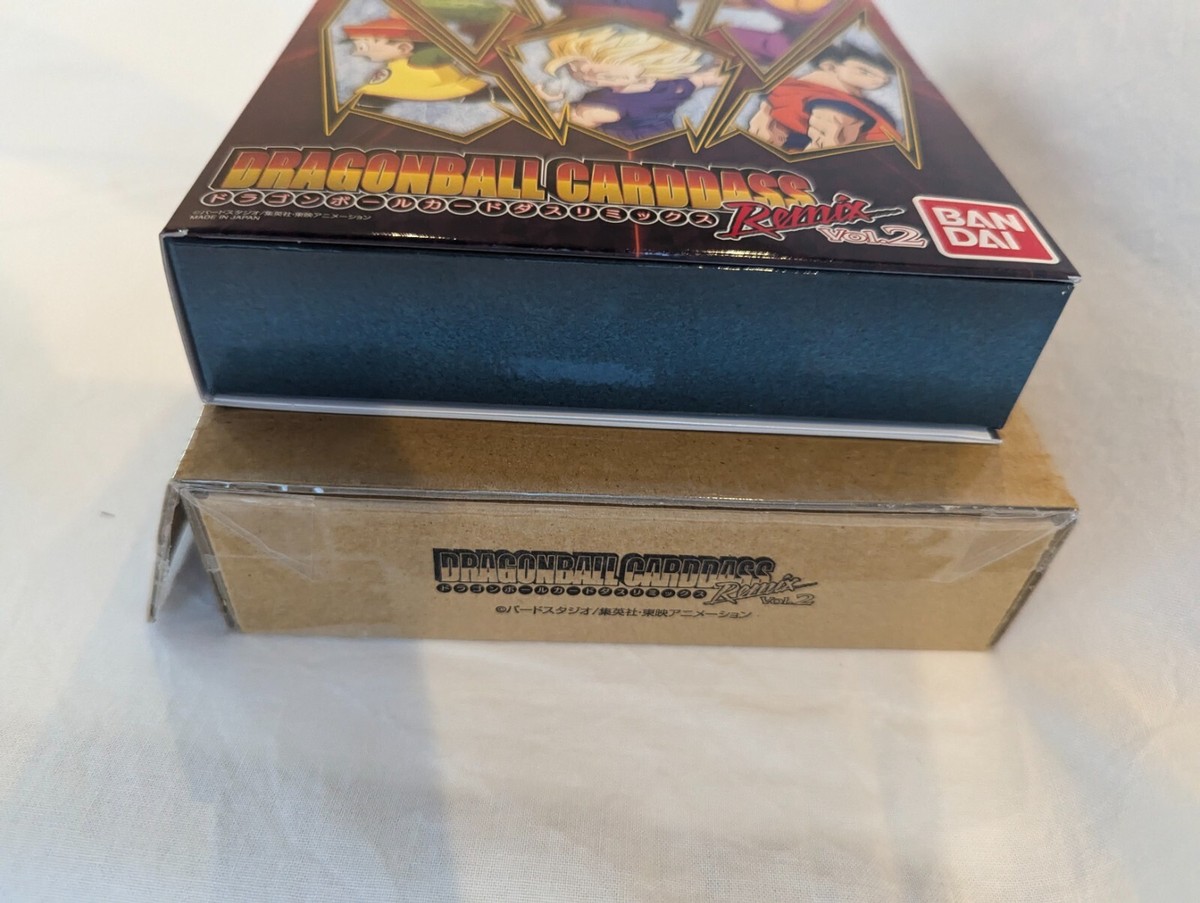 DRAGONBALL CARDDASS
ドラゴンボールカードダスリミックス
Remix
Vol.2
©バードスタジオ/集英社・東映アニメーション
MADE IN JAPAN
BAN
DAI
DRAGONBALL CARDDASS
ドラゴンボールカードダスリミックス
Remix
Vol.2
©バードスタジオ/集英社・東映アニメーション